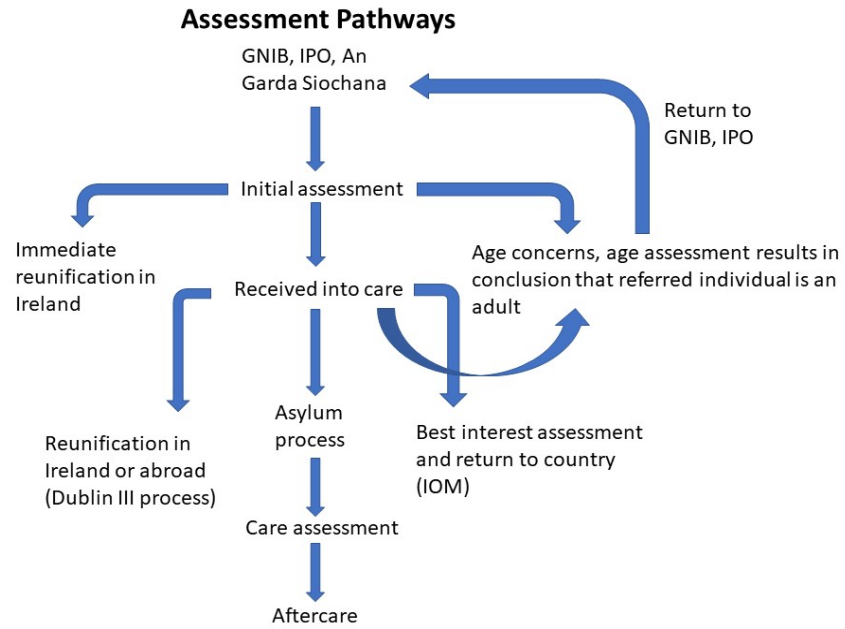 Assessment Pathways
GNIB, IPO, An
Garda Siochana
Return to
GNIB, IPO
Initial assessment
Immediate
reunification in
Ireland
Age concerns, age assessment results in
conclusion that referred individual is an
adult
Received into care
Asylum
process
Reunification in
Ireland or abroad
(Dublin III process)
Best interest assessment
and return to country
(IOM)
Care assessment
Aftercare